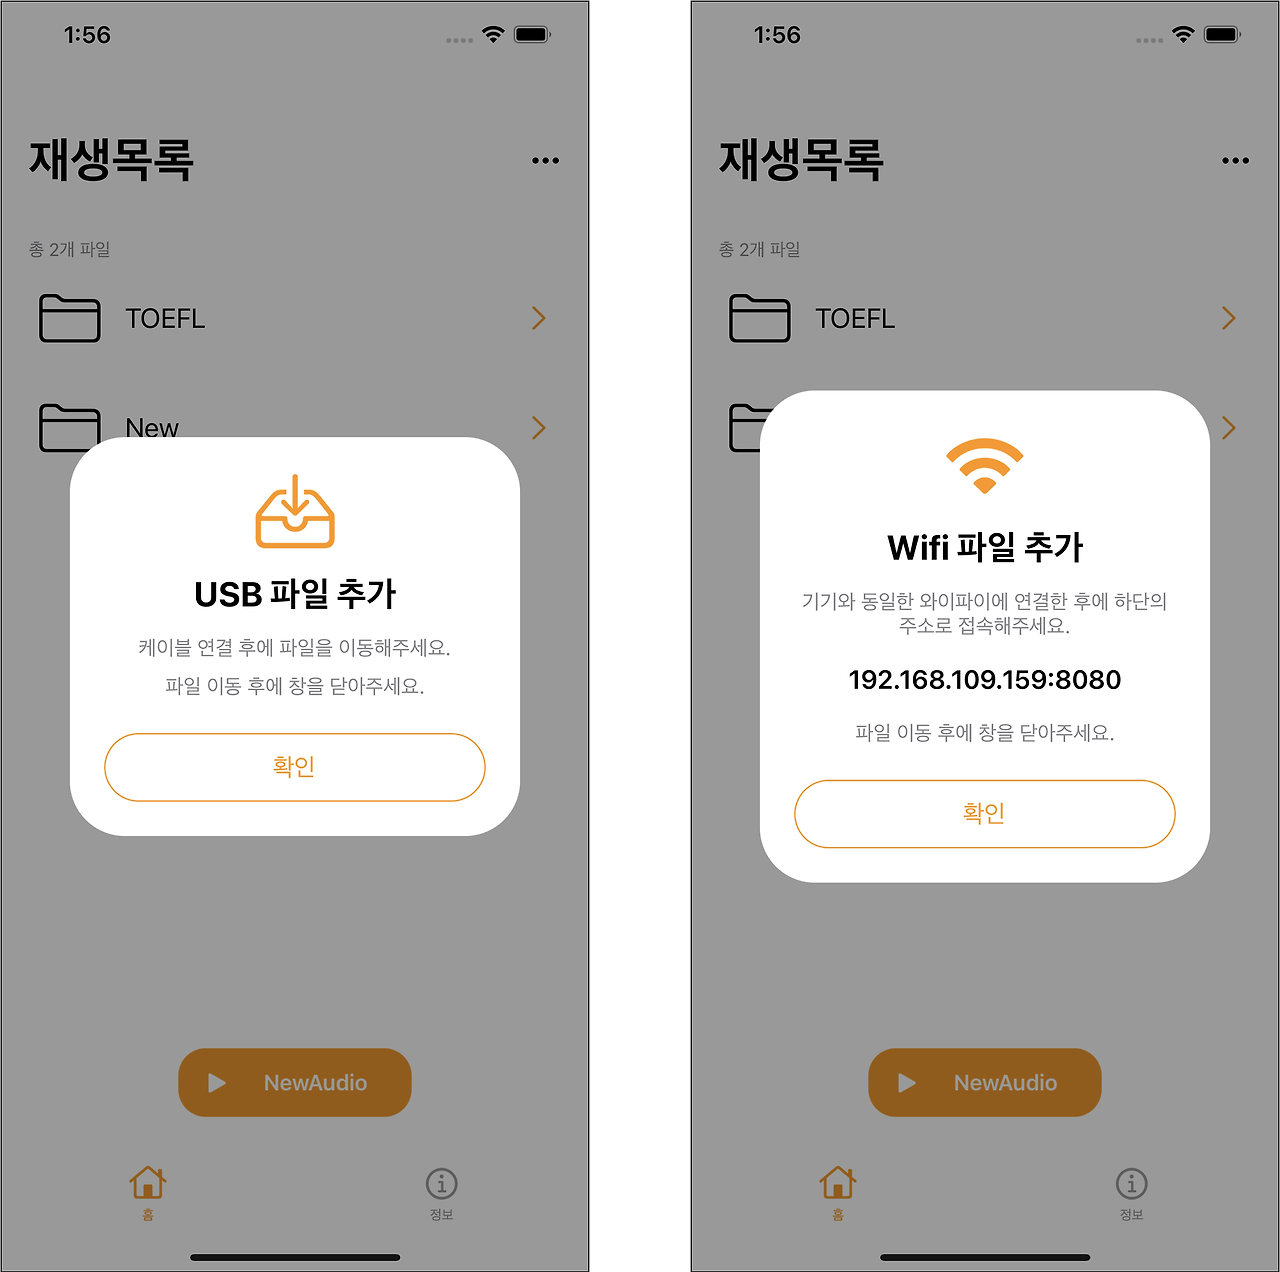 1:56
재생목록
총 2개 파일
TOEFL
New
USB 파일 추가
케이블 연결 후에 파일을 이동해주세요.
파일 이동 후에 창을 닫아주세요.
확인
NewAudio
홈
정보
1:56
재생목록
총 2개 파일
TOEFL
Wifi 파일 추가
기기와 동일한 와이파이에 연결한 후에 하단의
주소로 접속해주세요.
192.168.109.159:8080
파일 이동 후에 창을 닫아주세요.
확인
NewAudio
홈
정보